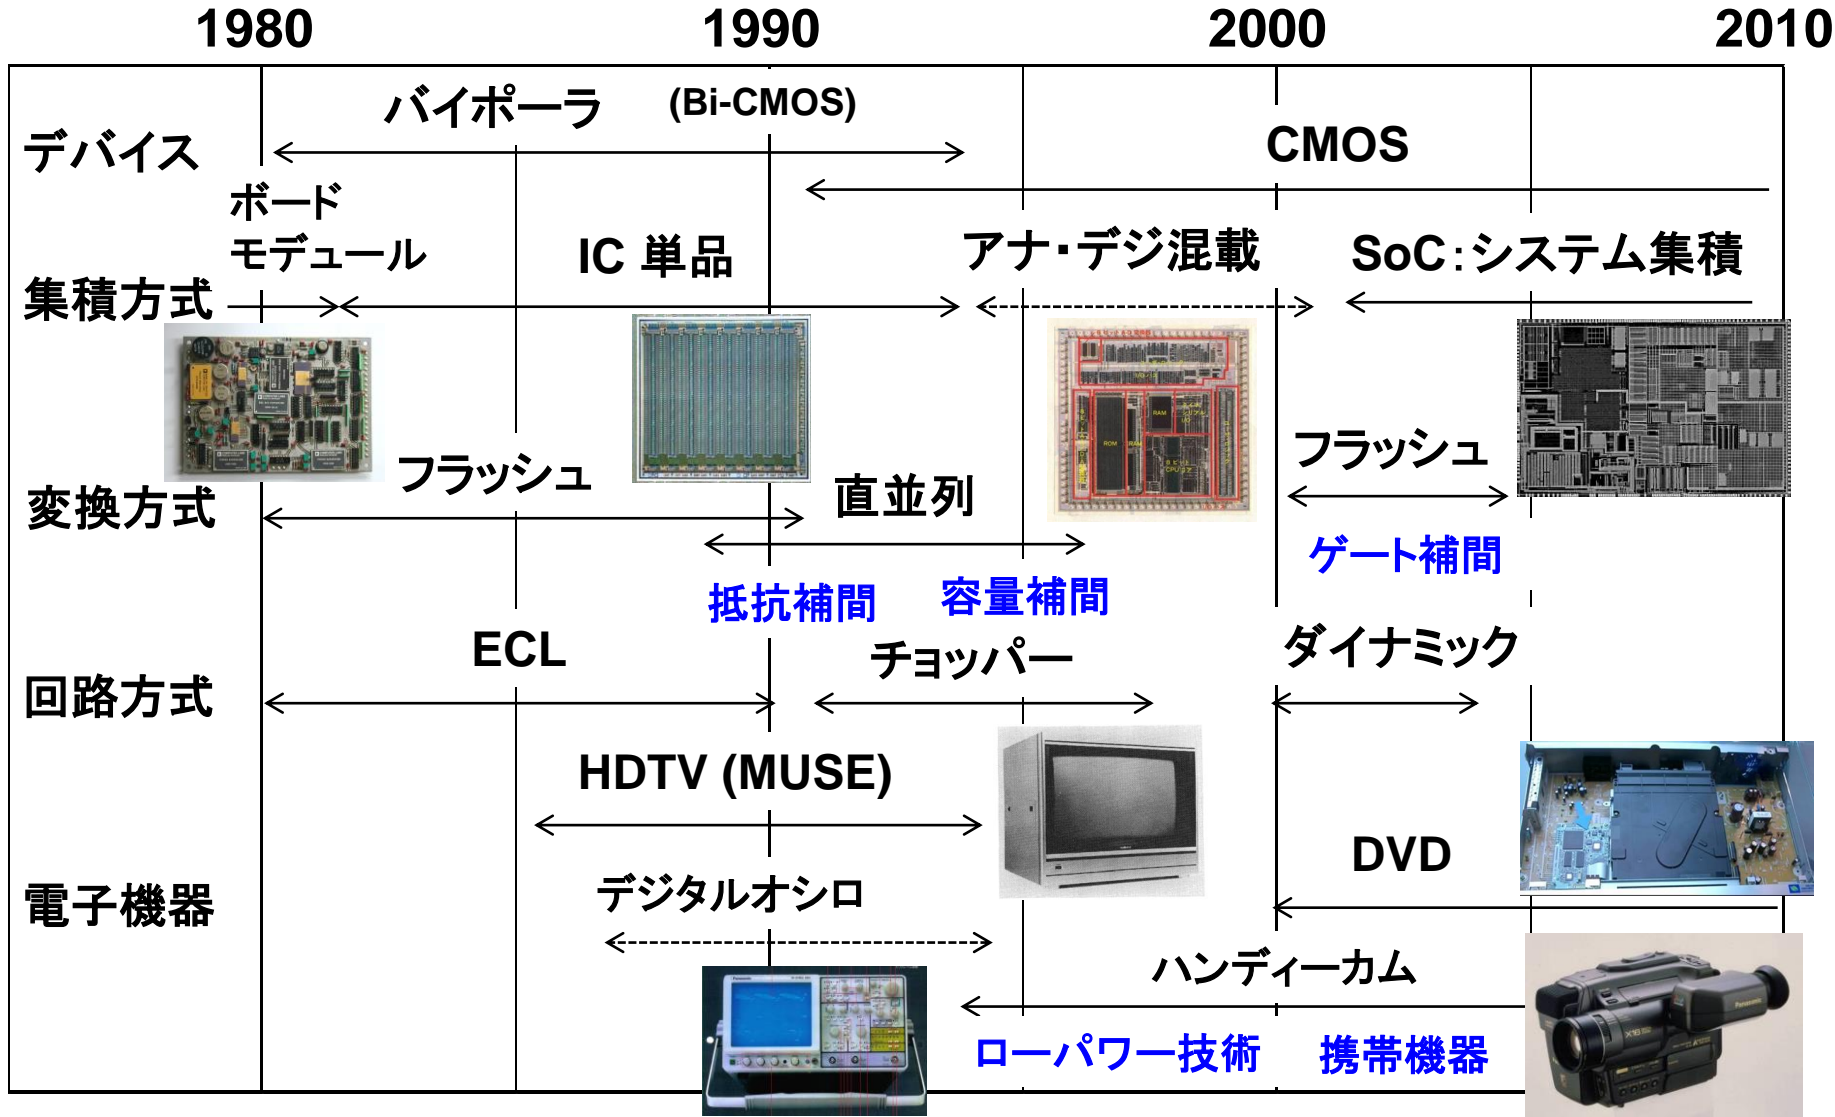 1980
1990
2000
2010
デバイス
バイポーラ
(Bi-CMOS)
CMOS
集積方式
ボード
モデュール
IC 単品
アナ・デジ混載
SoC:システム集積
ROM
RAM
変換方式
フラッシュ
直並列
フラッシュ
抵抗補間
容量補間
ゲート補間
回路方式
ECL
チョッパー
ダイナミック
電子機器
HDTV (MUSE)
デジタルオシロ
DVD
ハンディーカム
Panasonic
Panasonic
ローパワー技術
携帯機器